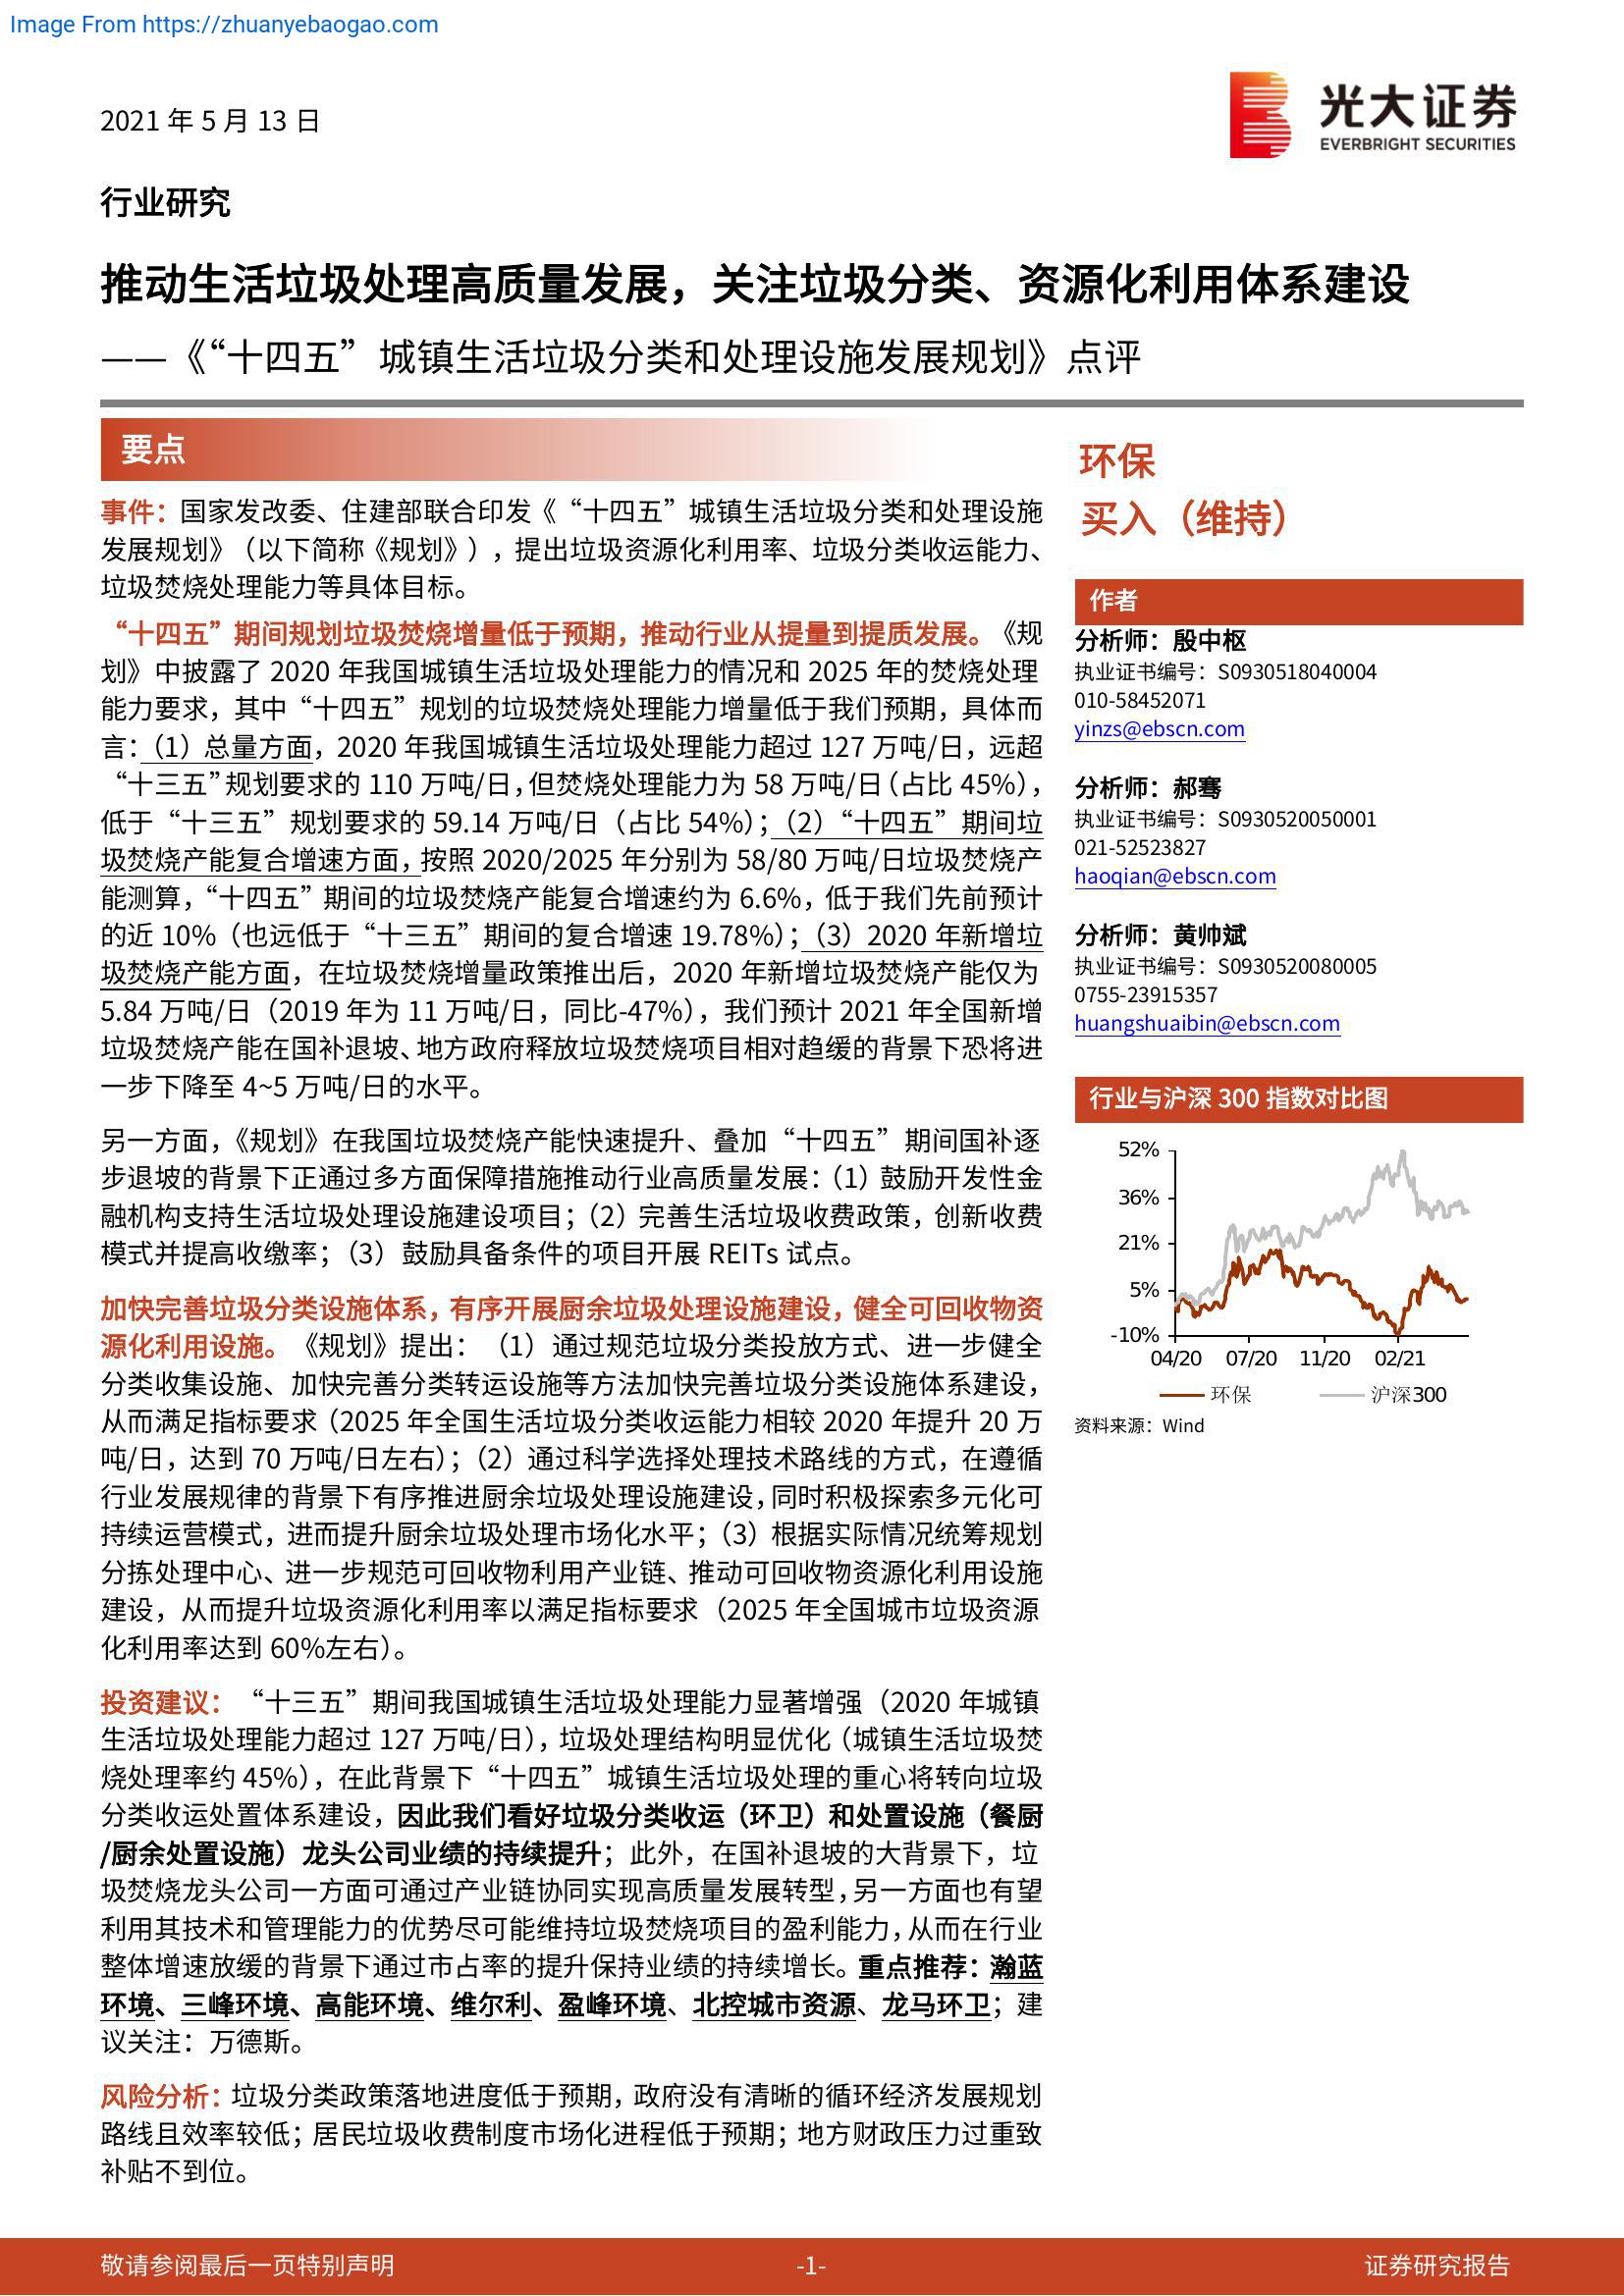 Image From https://zhuanyebaogao.com
2021 年 5 月 13 日
光大证券
EVERBRIGHT SECURITIES
行业研究
推动生活垃圾处理高质量发展，关注垃圾分类、资源化利用体系建设
——《“十四五”城镇生活垃圾分类和处理设施发展规划》点评
要点
事件：国家发改委、住建部联合印发《“十四五”城镇生活垃圾分类和处理设施
发展规划》（以下简称《规划》），提出垃圾资源化利用率、垃圾分类收运能力、
垃圾焚烧处理能力等具体目标。
“十四五”期间规划垃圾焚烧增量低于预期，推动行业从提量到提质发展。《规
划》中披露了 2020 年我国城镇生活垃圾处理能力的情况和 2025 年的焚烧处理
能力要求，其中“十四五”规划的垃圾焚烧处理能力增量低于我们预期，具体而
言：（1）总量方面，2020 年我国城镇生活垃圾处理能力超过 127 万吨/日，远超
“十三五”规划要求的 110 万吨/日，但焚烧处理能力为 58 万吨/日（占比 45%），
低于“十三五”规划要求的 59.14 万吨/日（占比 54%）；（2）“十四五”期间垃
圾焚烧产能复合增速方面，按照 2020/2025 年分别为 58/80 万吨/日垃圾焚烧产
能测算，“十四五”期间的垃圾焚烧产能复合增速约为 6.6%，低于我们先前预计
的近 10%（也远低于“十三五”期间的复合增速 19.78%）；（3）2020 年新增垃
圾焚烧产能方面，在垃圾焚烧增量政策推出后，2020 年新增垃圾焚烧产能仅为
5.84 万吨/日（2019 年为 11 万吨/日，同比-47%），我们预计 2021 年全国新增
垃圾焚烧产能在国补退坡、地方政府释放垃圾焚烧项目相对趋缓的背景下恐将进
一步下降至 4~5 万吨/日的水平。
另一方面，《规划》在我国垃圾焚烧产能快速提升、叠加“十四五”期间国补逐
步退坡的背景下正通过多方面保障措施推动行业高质量发展：（1）鼓励开发性金
融机构支持生活垃圾处理设施建设项目；（2）完善生活垃圾收费政策，创新收费
模式并提高收缴率；（3）鼓励具备条件的项目开展 REITs 试点。
加快完善垃圾分类设施体系，有序开展厨余垃圾处理设施建设，健全可回收物资
源化利用设施。《规划》提出：（1）通过规范垃圾分类投放方式、进一步健全
分类收集设施、加快完善分类转运设施等方法加快完善垃圾分类设施体系建设，
从而满足指标要求（2025 年全国生活垃圾分类收运能力相较 2020 年提升 20 万
吨/日，达到 70 万吨/日左右）；（2）通过科学选择处理技术路线的方式，在遵循
行业发展规律的背景下有序推进厨余垃圾处理设施建设，同时积极探索多元化可
持续运营模式，进而提升厨余垃圾处理市场化水平；（3）根据实际情况统筹规划
分拣处理中心、进一步规范可回收物利用产业链、推动可回收物资源化利用设施
建设，从而提升垃圾资源化利用率以满足指标要求（2025 年全国城市垃圾资源
化利用率达到 60%左右）。
投资建议：“十三五”期间我国城镇生活垃圾处理能力显著增强（2020 年城镇
生活垃圾处理能力超过 127 万吨/日），垃圾处理结构明显优化（城镇生活垃圾焚
烧处理率约 45%），在此背景下“十四五”城镇生活垃圾处理的重心将转向垃圾
分类收运处置体系建设，因此我们看好垃圾分类收运（环卫）和处置设施（餐厨
/厨余处置设施）龙头公司业绩的持续提升；此外，在国补退坡的大背景下，垃
圾焚烧龙头公司一方面可通过产业链协同实现高质量发展转型，另一方面也有望
利用其技术和管理能力的优势尽可能维持垃圾焚烧项目的盈利能力，从而在行业
整体增速放缓的背景下通过市占率的提升保持业绩的持续增长。重点推荐：瀚蓝
环境、三峰环境、高能环境、维尔利、盈峰环境、北控城市资源、龙马环卫；建
议关注：万德斯。
风险分析：垃圾分类政策落地进度低于预期，政府没有清晰的循环经济发展规划
路线且效率较低；居民垃圾收费制度市场化进程低于预期；地方财政压力过重致
补贴不到位。
环保
买入（维持）
作者
分析师：殷中枢
执业证书编号：S0930518040004
010-58452071
yinzs@ebscn.com
分析师：郝骞
执业证书编号：S0930520050001
021-52523827
haoqian@ebscn.com
分析师：黄帅斌
执业证书编号：S0930520080005
0755-23915357
huangshuaibin@ebscn.com
行业与沪深 300 指数对比图
52%
36%
21%
5%
-10%
04/20 07/20 11/20 02/21
环保 沪深300
资料来源：Wind
敬请参阅最后一页特别声明 -1- 证券研究报告